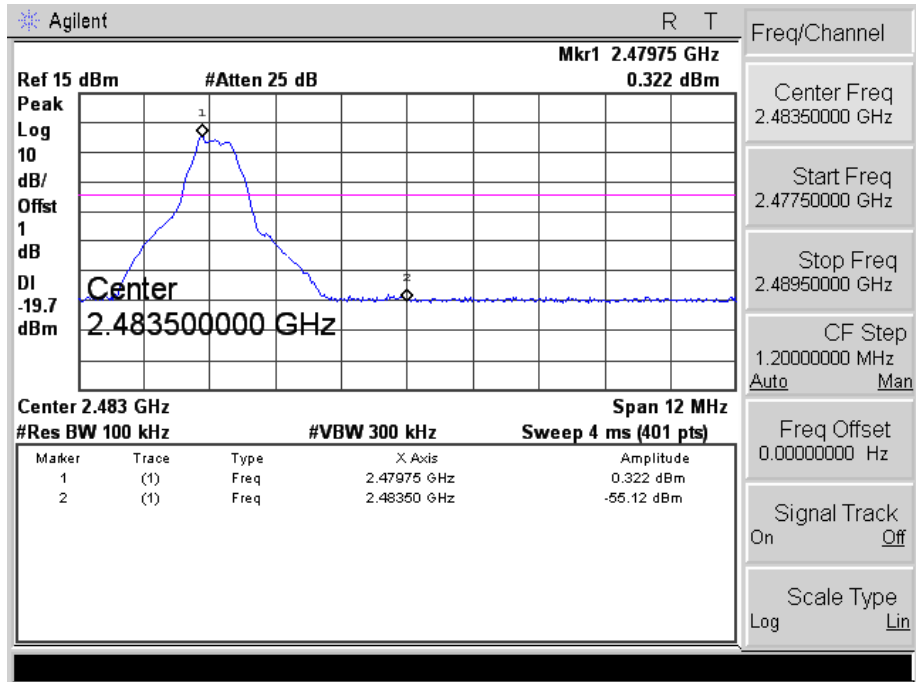 Agilent
R T
Mkr1 2.47975 GHz
Ref 15 dBm #Atten 25 dB 0.322 dBm
Peak
Log
10
dB/
Offst
1
dB
DI
-19.7
dBm
1
2
Center
2.483500000 GHz
Center 2.483 GHz Span 12 MHz
#Res BW 100 kHz #VBW 300 kHz Sweep 4 ms (401 pts)
Marker Trace Type X Axis Amplitude
1 (1) Freq 2.47975 GHz 0.322 dBm
2 (1) Freq 2.48350 GHz -55.12 dBm
Freq/Channel
Center Freq
2.48350000 GHz
Start Freq
2.47750000 GHz
Stop Freq
2.48950000 GHz
CF Step
1.20000000 MHz
Auto Man
Freq Offset
0.00000000 Hz
Signal Track
On Off
Scale Type
Log Lin